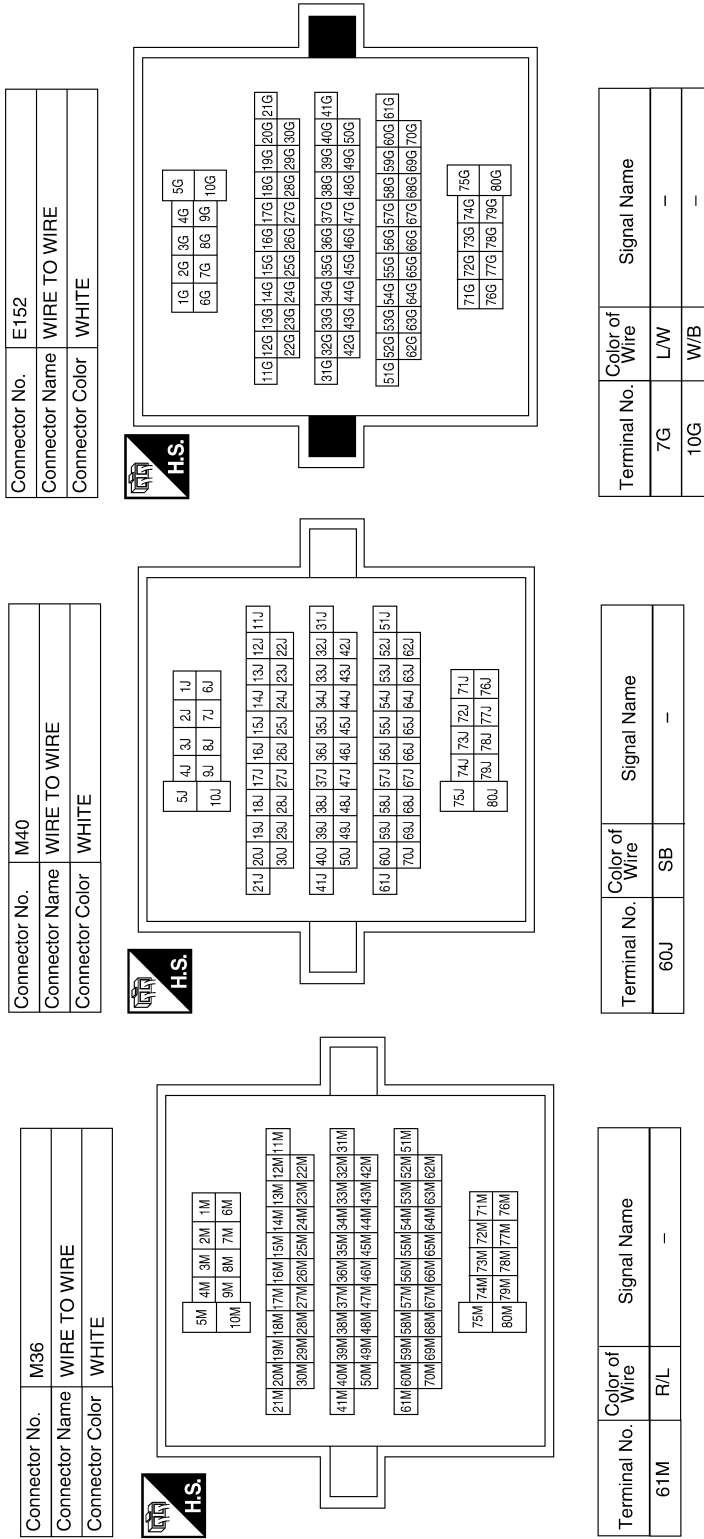 Connector No. M36
Connector Name WIRE TO WIRE
Connector Color WHITE
H.S.
5M 4M 3M 2M 1M
10M 9M 8M 7M 6M
21M 20M 19M 18M 17M 16M 15M 14M 13M 12M 11M
30M 29M 28M 27M 26M 25M 24M 23M 22M
41M 40M 39M 38M 37M 36M 35M 34M 33M 32M 31M
50M 49M 48M 47M 46M 45M 44M 43M 42M
61M 60M 59M 58M 57M 56M 55M 54M 53M 52M 51M
70M 69M 68M 67M 66M 65M 64M 63M 62M
75M 74M 73M 72M 71M
80M 79M 78M 77M 76M
Terminal No. Color of Wire Signal Name
61M R/L –
Connector No. M40
Connector Name WIRE TO WIRE
Connector Color WHITE
H.S.
5J 4J 3J 2J 1J
10J 9J 8J 7J 6J
21J 20J 19J 18J 17J 16J 15J 14J 13J 12J 11J
30J 29J 28J 27J 26J 25J 24J 23J 22J
41J 40J 39J 38J 37J 36J 35J 34J 33J 32J 31J
50J 49J 48J 47J 46J 45J 44J 43J 42J
61J 60J 59J 58J 57J 56J 55J 54J 53J 52J 51J
70J 69J 68J 67J 66J 65J 64J 63J 62J
75J 74J 73J 72J 71J
80J 79J 78J 77J 76J
Terminal No. Color of Wire Signal Name
60J SB –
Connector No. E152
Connector Name WIRE TO WIRE
Connector Color WHITE
H.S.
1G 2G 3G 4G 5G
6G 7G 8G 9G 10G
11G 12G 13G 14G 15G 16G 17G 18G 19G 20G 21G
22G 23G 24G 25G 26G 27G 28G 29G 30G
31G 32G 33G 34G 35G 36G 37G 38G 39G 40G 41G
42G 43G 44G 45G 46G 47G 48G 49G 50G
51G 52G 53G 54G 55G 56G 57G 58G 59G 60G 61G
62G 63G 64G 65G 66G 67G 68G 69G 70G
71G 72G 73G 74G 75G
76G 77G 78G 79G 80G
Terminal No. Color of Wire Signal Name
7G L/W –
10G W/B –